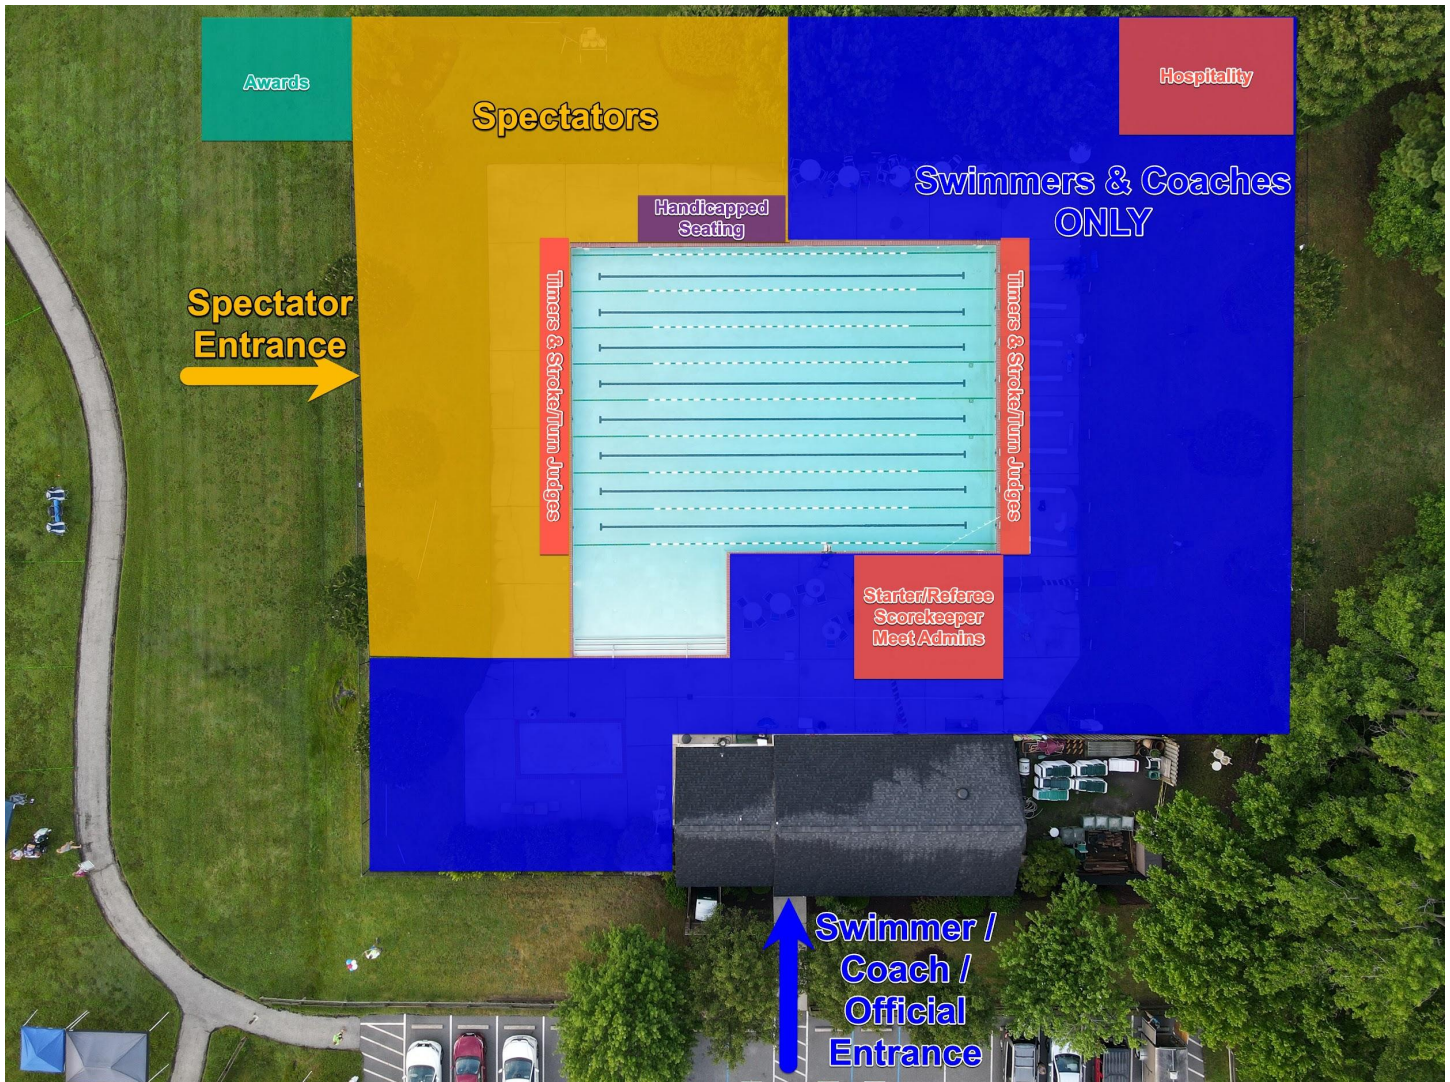 Awards
Spectators
Hospitality
Swimmers & Coaches
ONLY
Handicapped
Seating
Spectator
Entrance
Timers & Stroke/Turn Judges
Timers & Stroke/Turn Judges
Starter/Referee
Scorekeeper
Meet Admins
Swimmer /
Coach /
Official
Entrance